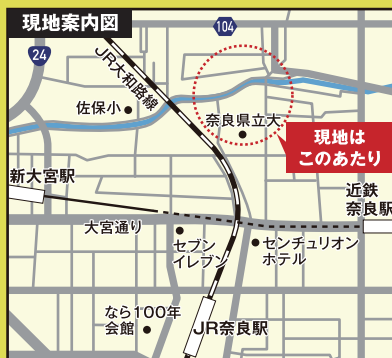 現地案内図
104
24
JR大和路線
佐保小
奈良県立大
現地は
このあたり
新大宮駅
近鉄
奈良駅
大宮通り
セブン
イレブン
センチュリオン
ホテル
なら100年
会館
JR奈良駅